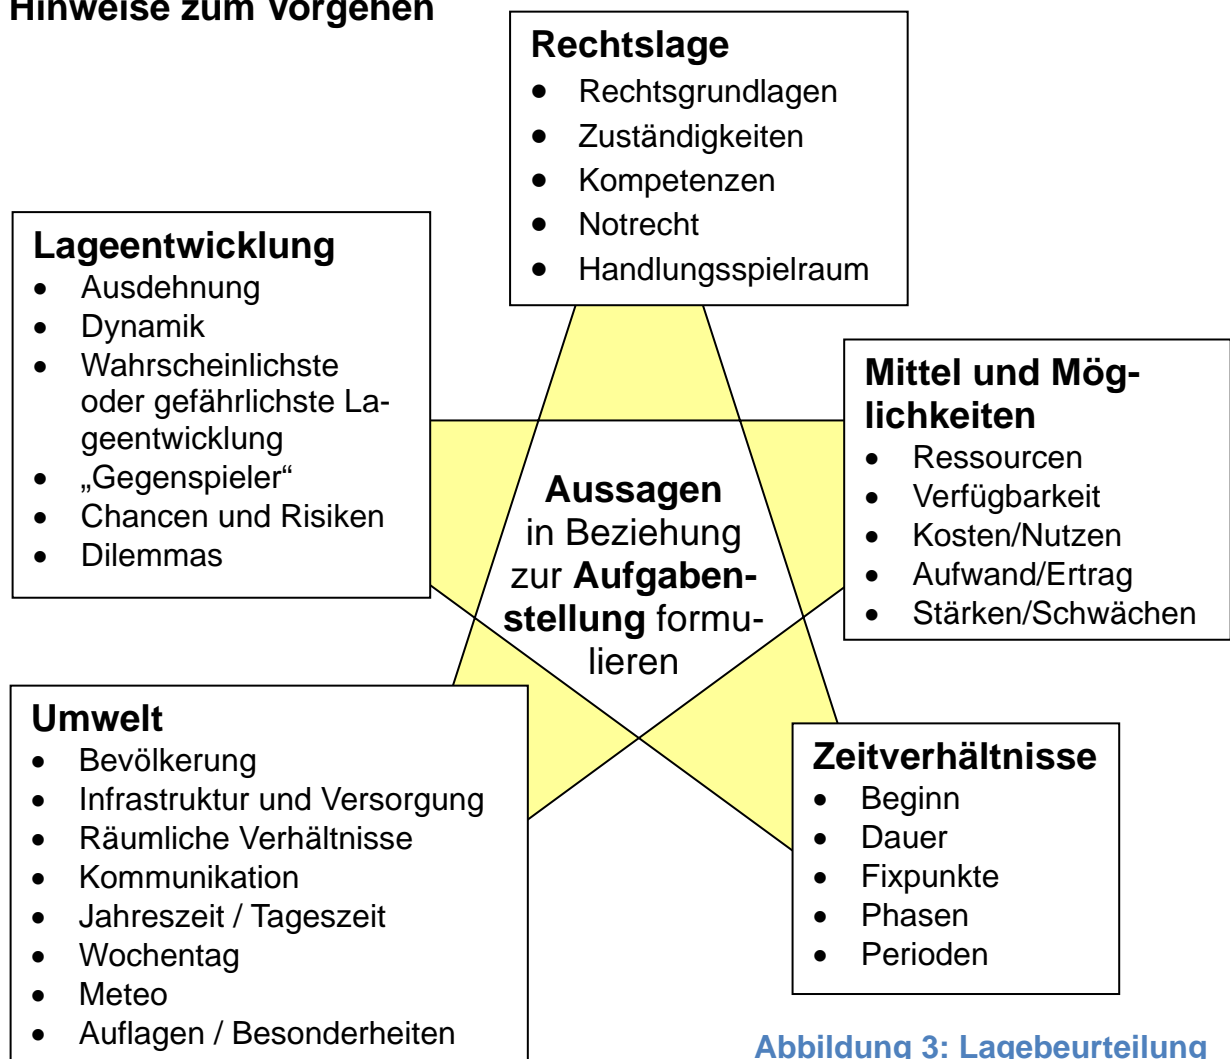 Hinweise zum Vorgehen
Rechtslage
• Rechtsgrundlagen
• Zuständigkeiten
• Kompetenzen
• Notrecht
• Handlungsspielraum
Lageentwicklung
• Ausdehnung
• Dynamik
• Wahrscheinlichste
oder gefährlichste La-
geentwicklung
• „Gegenspieler“
• Chancen und Risiken
• Dilemmas
Mittel und Mög-
lichkeiten
• Ressourcen
• Verfügbarkeit
• Kosten/Nutzen
• Aufwand/Ertrag
• Stärken/Schwächen
Aussagen
in Beziehung
zur Aufgaben-
stellung formu-
lieren
Umwelt
• Bevölkerung
• Infrastruktur und Versorgung
• Räumliche Verhältnisse
• Kommunikation
• Jahreszeit / Tageszeit
• Wochentag
• Meteo
• Auflagen / Besonderheiten
Zeitverhältnisse
• Beginn
• Dauer
• Fixpunkte
• Phasen
• Perioden
Abbildung 3: Lagebeurteilung